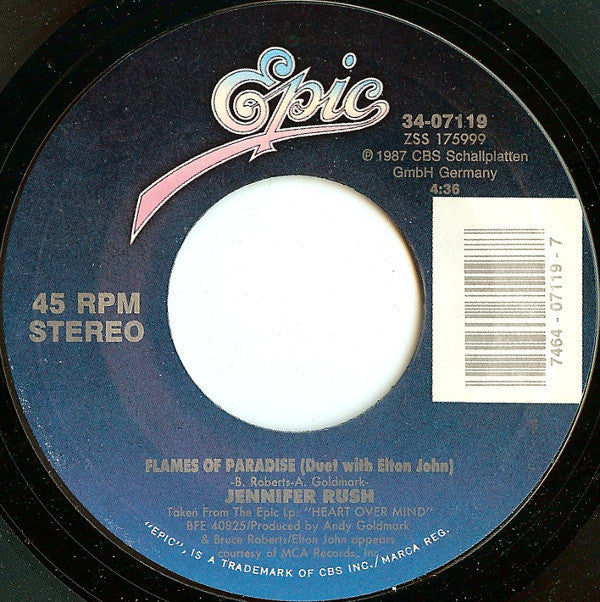 Epic
34-07119
ZSS 175999
℗ 1987 CBS Schallplatten
GmbH Germany
4:36
45 RPM
STEREO
7464-07119-7
FLAMES OF PARADISE (Duet with Elton John)
-B. Roberts-A. Goldmark-
JENNIFER RUSH
Taken From The Epic Lp: "HEART OVER MIND"
BFE 40825/Produced by Andy Goldmark
& Bruce Roberts/Elton John appears
courtesy of MCA Records, Inc.
"EPIC", IS A TRADEMARK OF CBS INC./MARCA REG.